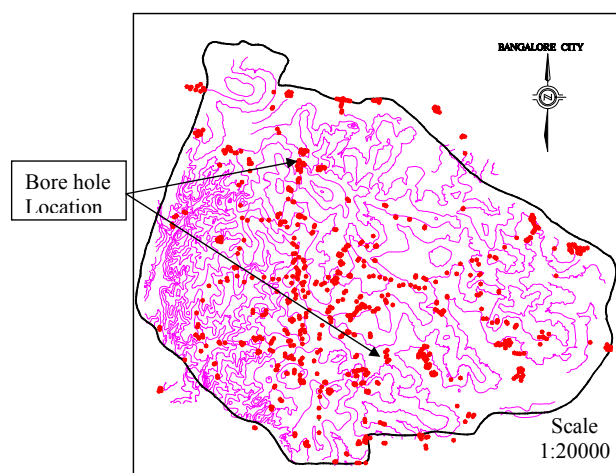 BANGALORE CITY
Z
Bore hole
Location
Scale
1:20000